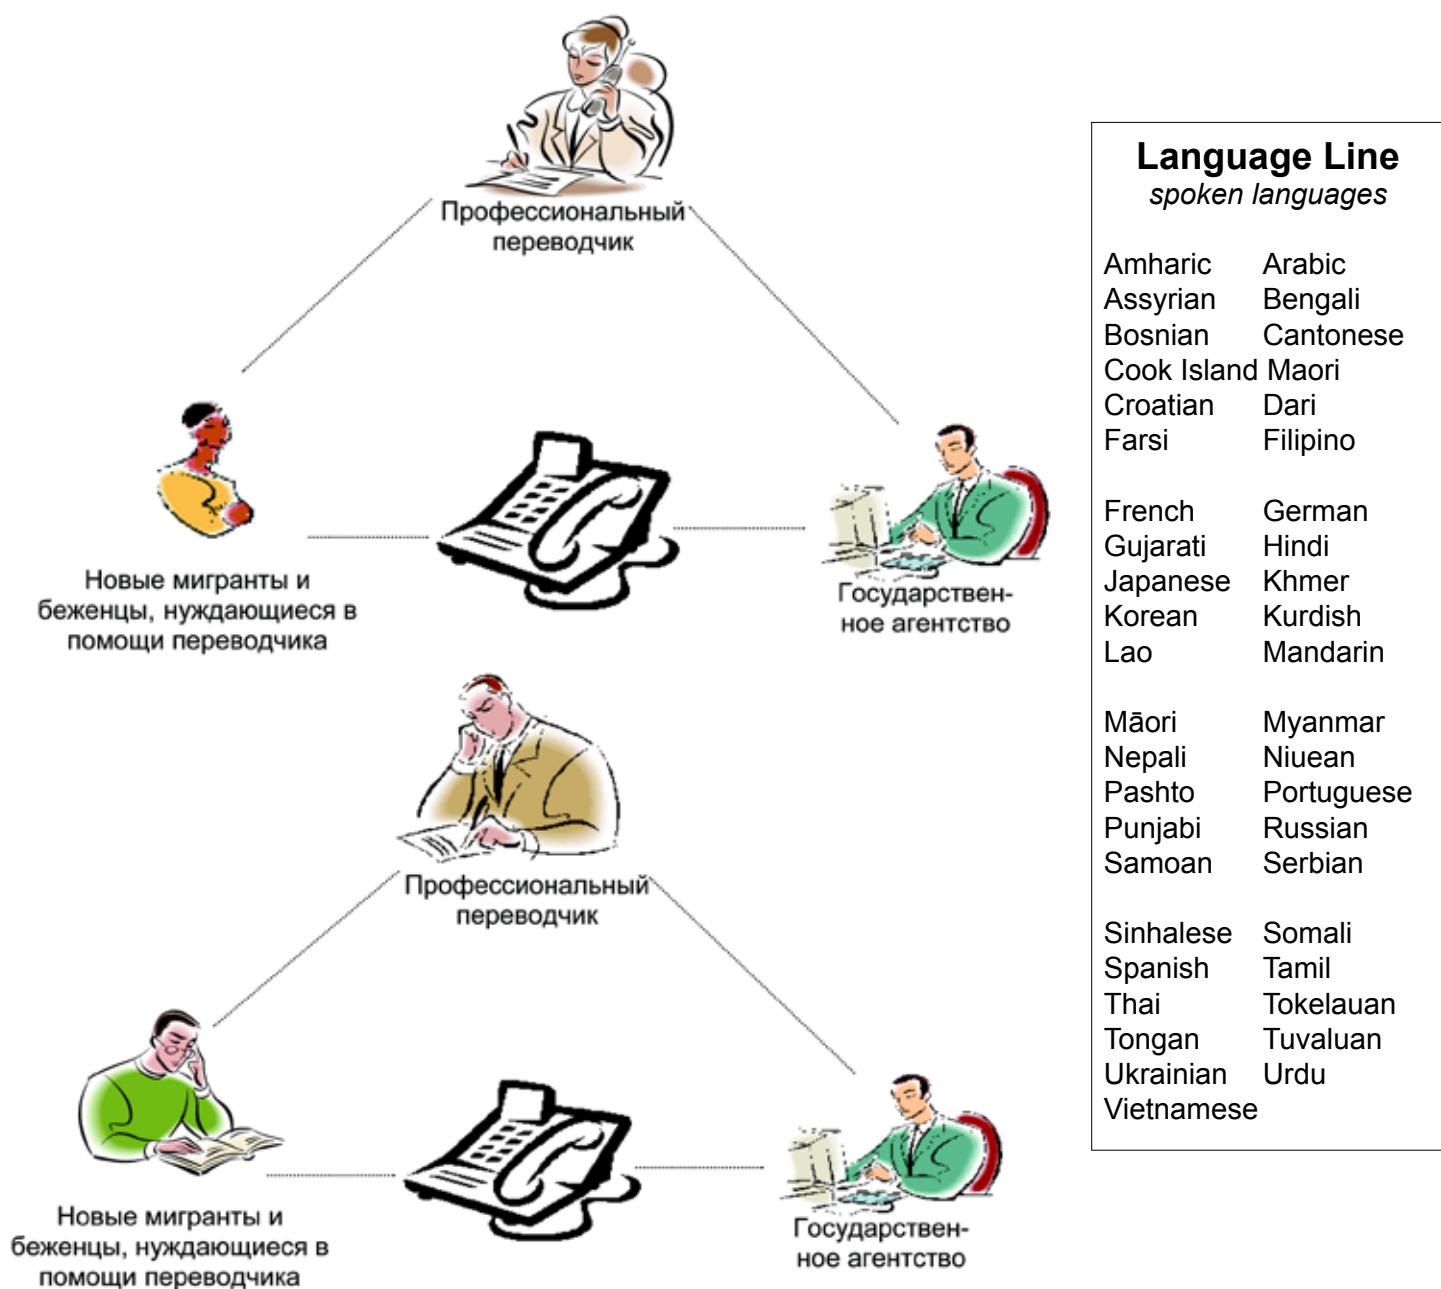 Профессиональный
переводчик
Новые мигранты и
беженцы, нуждающиеся в
помощи переводчика
Государствен-
ное агентство
Профессиональный
переводчик
Новые мигранты и
беженцы, нуждающиеся в
помощи переводчика
Государствен-
ное агентство
Language Line
spoken languages
Amharic Arabic
Assyrian Bengali
Bosnian Cantonese
Cook Island Maori
Croatian Dari
Farsi Filipino
French German
Gujarati Hindi
Japanese Khmer
Korean Kurdish
Lao Mandarin
Māori Myanmar
Nepali Niuean
Pashto Portuguese
Punjabi Russian
Samoan Serbian
Sinhalese Somali
Spanish Tamil
Thai Tokelauan
Tongan Tuvaluan
Ukrainian Urdu
Vietnamese